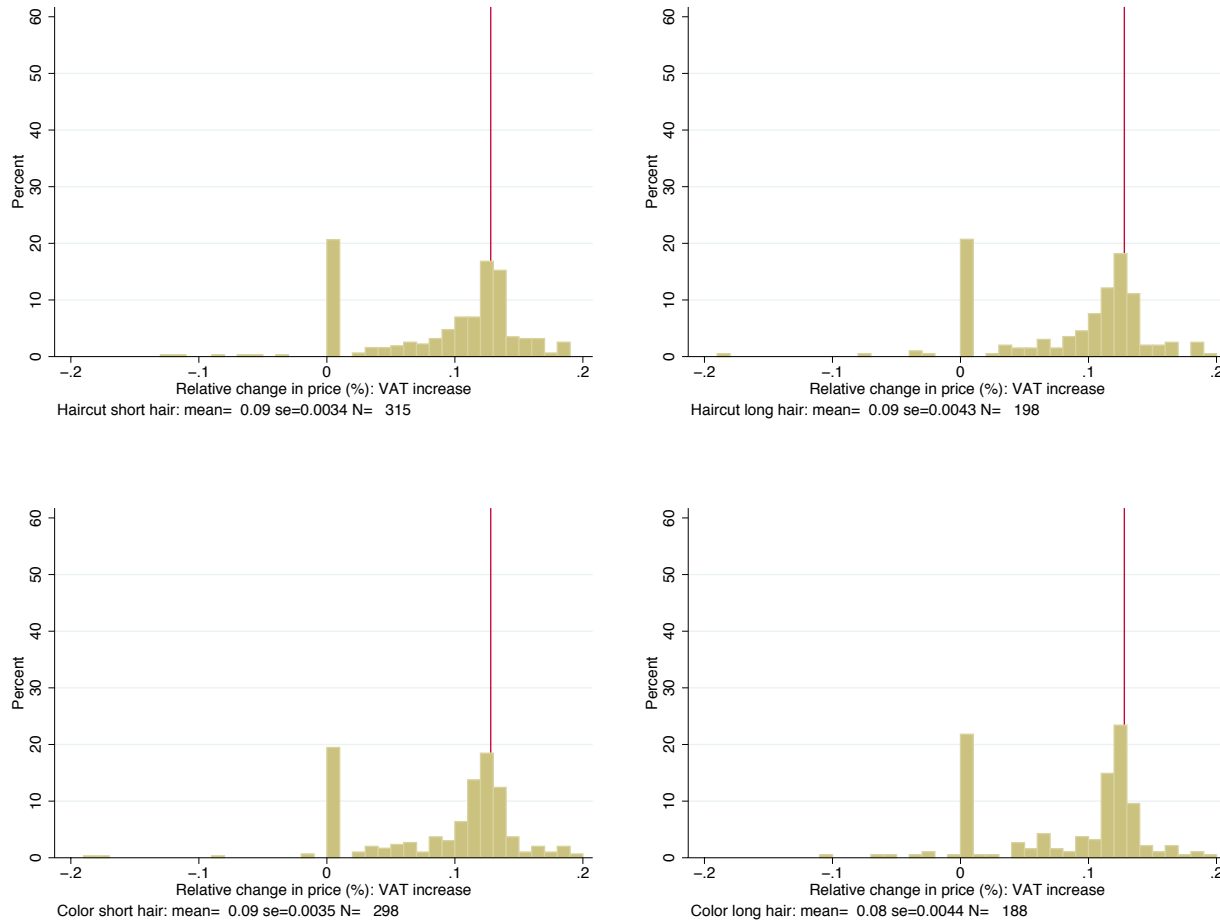 60
50
40
30
20
10
0
Percent
−.2 −.1 0 .1 .2
Relative change in price (%): VAT increase
Haircut short hair: mean= 0.09 se=0.0034 N= 315
60
50
40
30
20
10
0
Percent
−.2 −.1 0 .1 .2
Relative change in price (%): VAT increase
Haircut long hair: mean= 0.09 se=0.0043 N= 198
60
50
40
30
20
10
0
Percent
−.2 −.1 0 .1 .2
Relative change in price (%): VAT increase
Color short hair: mean= 0.09 se=0.0035 N= 298
60
50
40
30
20
10
0
Percent
−.2 −.1 0 .1 .2
Relative change in price (%): VAT increase
Color long hair: mean= 0.08 se=0.0044 N= 188